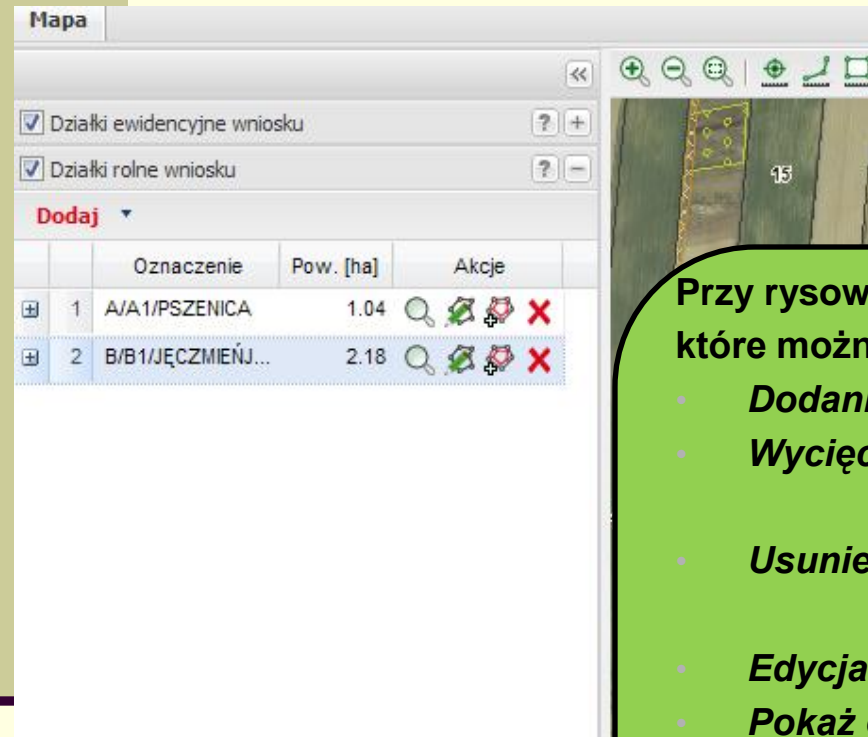 Mapa
Działki ewidencyjne wniosku
Działki rolne wniosku
Dodaj
Oznaczenie Pow. [ha] Akcje
1 A/A1/PSZENICA 1.04
2 B/B1/JĘCZMIEŃJ... 2.18
15
Przy rysow
które możn
Dodani
Wycięc
Usunie
Edycja
Pokaż